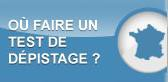 OÙ FAIRE UN
TEST DE
DÉPISTAGE ?